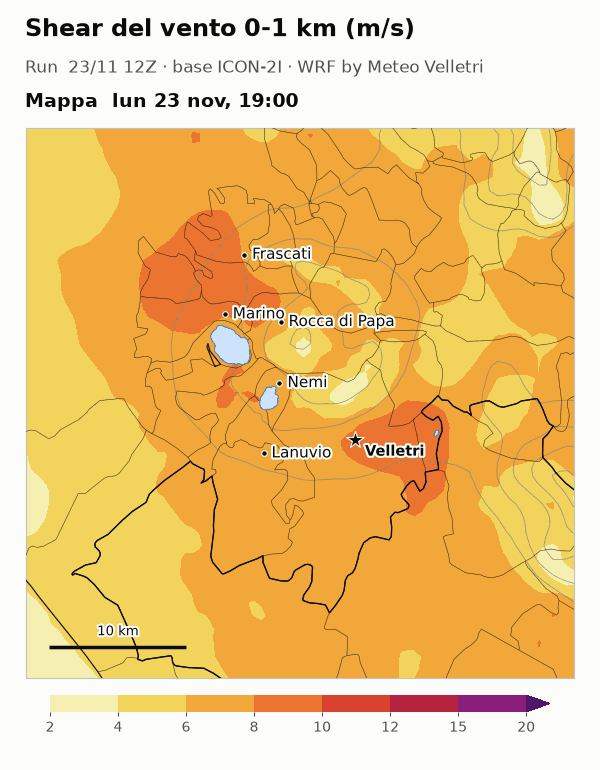 Shear del vento 0-1 km (m/s)
Run  23/11 12Z · base ICON-2I · WRF by Meteo Velletri
Mappa  lun 23 nov, 19:00
Frascati
Marino
Rocca di Papa
Nemi
Velletri
Lanuvio
10 km
2 4 6 8 10 12 15 20